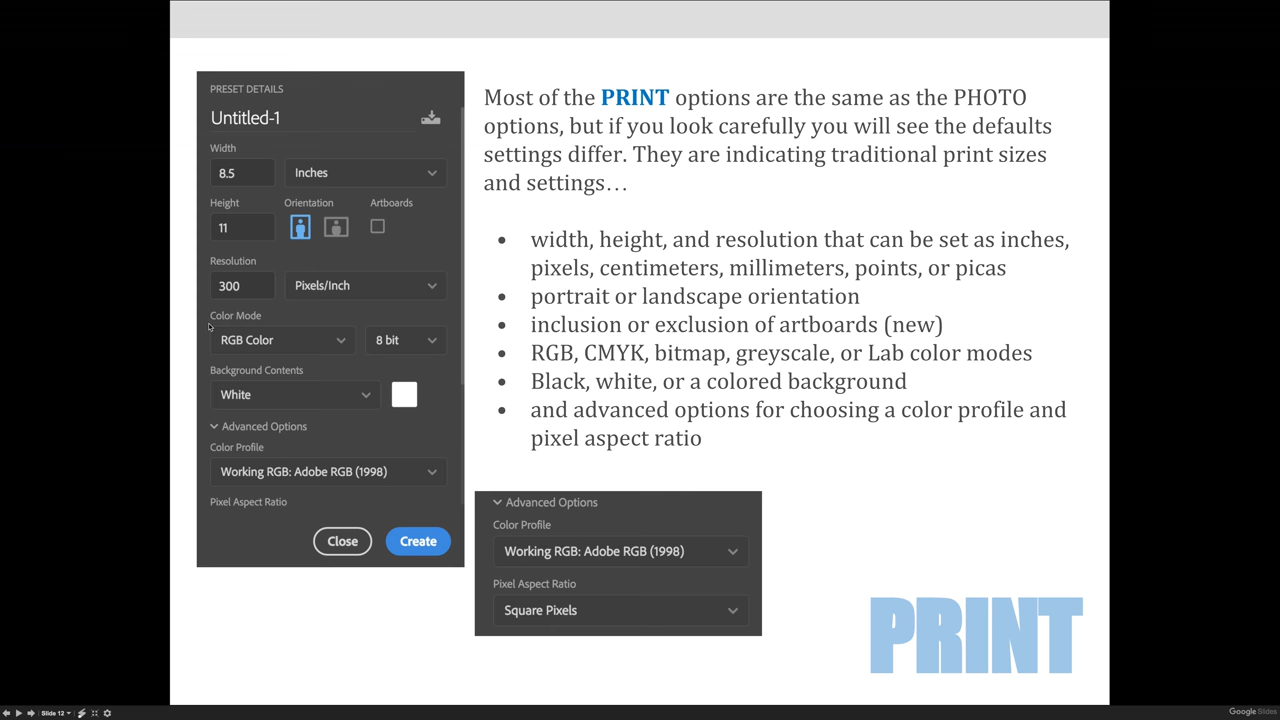 PRESET DETAILS
Untitled-1
Width
8.5 Inches
Height Orientation Artboards
11
Resolution
300 Pixels/Inch
Color Mode
RGB Color 8 bit
Background Contents
White
Advanced Options
Color Profile
Working RGB: Adobe RGB (1998)
Pixel Aspect Ratio
Close Create
Most of the PRINT options are the same as the PHOTO
options, but if you look carefully you will see the defaults
settings differ. They are indicating traditional print sizes
and settings…
• width, height, and resolution that can be set as inches,
pixels, centimeters, millimeters, points, or picas
• portrait or landscape orientation
• inclusion or exclusion of artboards (new)
• RGB, CMYK, bitmap, greyscale, or Lab color modes
• Black, white, or a colored background
• and advanced options for choosing a color profile and
pixel aspect ratio
Advanced Options
Color Profile
Working RGB: Adobe RGB (1998)
Pixel Aspect Ratio
Square Pixels
PRINT
Slide 12
Google Slides